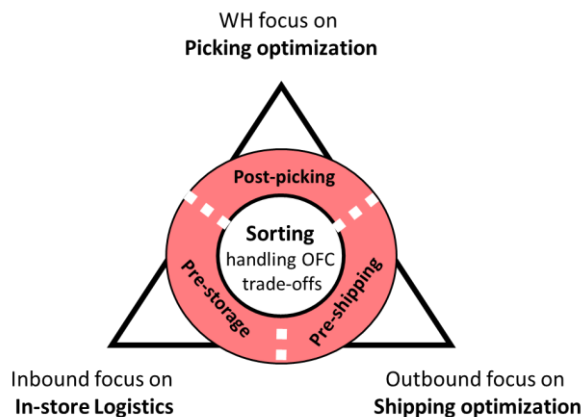 WH focus on
Picking optimization
Post-picking
Sorting
handling OFC
trade-offs
Pre-storage
Pre-shipping
Inbound focus on
In-store Logistics
Outbound focus on
Shipping optimization